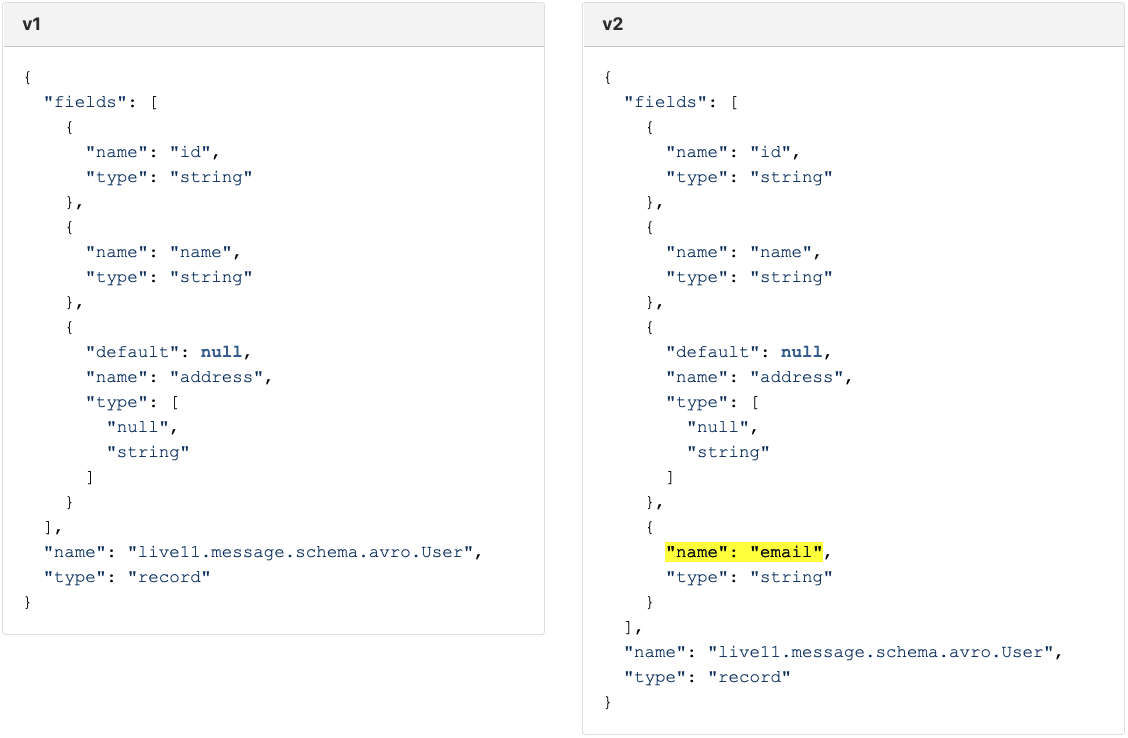 v1
{
  "fields": [
    {
      "name": "id",
      "type": "string"
    },
    {
      "name": "name",
      "type": "string"
    },
    {
      "default": null,
      "name": "address",
      "type": [
        "null",
        "string"
      ]
    }
  ],
  "name": "live11.message.schema.avro.User",
  "type": "record"
}
v2
{
  "fields": [
    {
      "name": "id",
      "type": "string"
    },
    {
      "name": "name",
      "type": "string"
    },
    {
      "default": null,
      "name": "address",
      "type": [
        "null",
        "string"
      ]
    },
    {
      "name": "email",
      "type": "string"
    }
  ],
  "name": "live11.message.schema.avro.User",
  "type": "record"
}